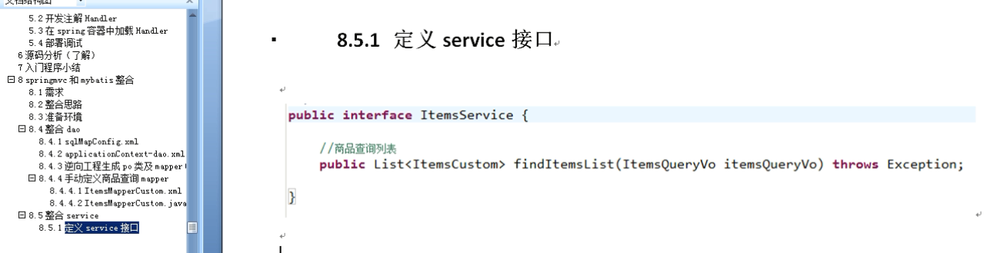 文档结构图
5.2 开发注解 Handler
5.3 在 spring 容器中加载 Handler
5.4 部署调试
6 源码分析（了解）
7 入门程序小结
8 springmvc 和 mybatis 整合
8.1 需求
8.2 整合思路
8.3 准备环境
8.4 整合 dao
8.4.1 sqlMapConfig.xml
8.4.2 applicationContext-dao.xml
8.4.3 逆向工程生成 po 类及 mapper
8.4.4 手动定义商品查询 mapper
8.4.4.1 ItemsMapperCustom.xml
8.4.4.2 ItemsMapperCustom.java
8.5 整合 service
8.5.1 定义 service 接口
8.5.1 定义 service 接口
public interface ItemsService {
//商品查询列表
public List<ItemsCustom> findItemsList(ItemsQueryVo itemsQueryVo) throws Exception;
}